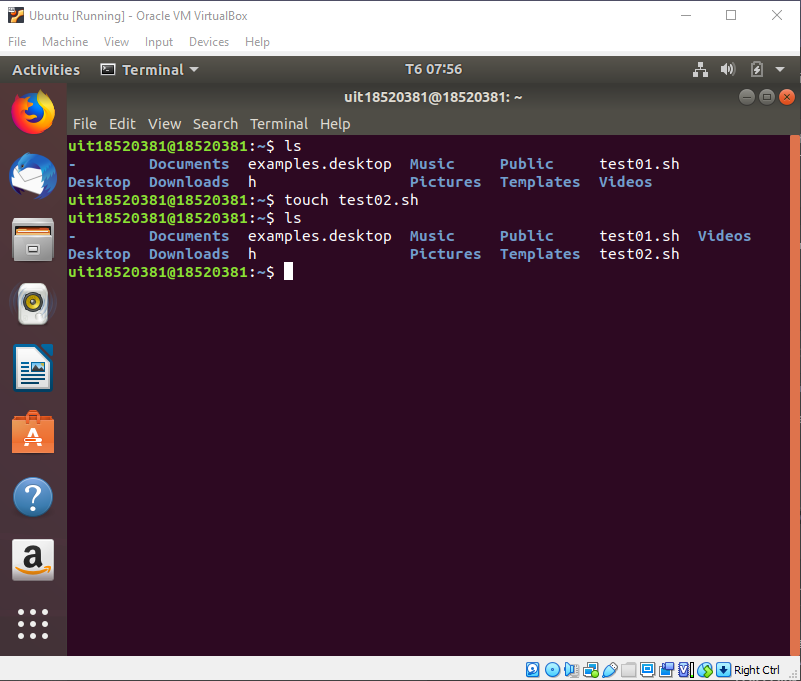 Ubuntu [Running] - Oracle VM VirtualBox
File Machine View Input Devices Help
Activities Terminal T6 07:56
uit18520381@18520381: ~
File Edit View Search Terminal Help
uit18520381@18520381:~$ ls
- Documents examples.desktop Music Public test01.sh
Desktop Downloads h Pictures Templates Videos
uit18520381@18520381:~$ touch test02.sh
uit18520381@18520381:~$ ls
- Documents examples.desktop Music Public test01.sh Videos
Desktop Downloads h Pictures Templates test02.sh
uit18520381@18520381:~$
Right Ctrl